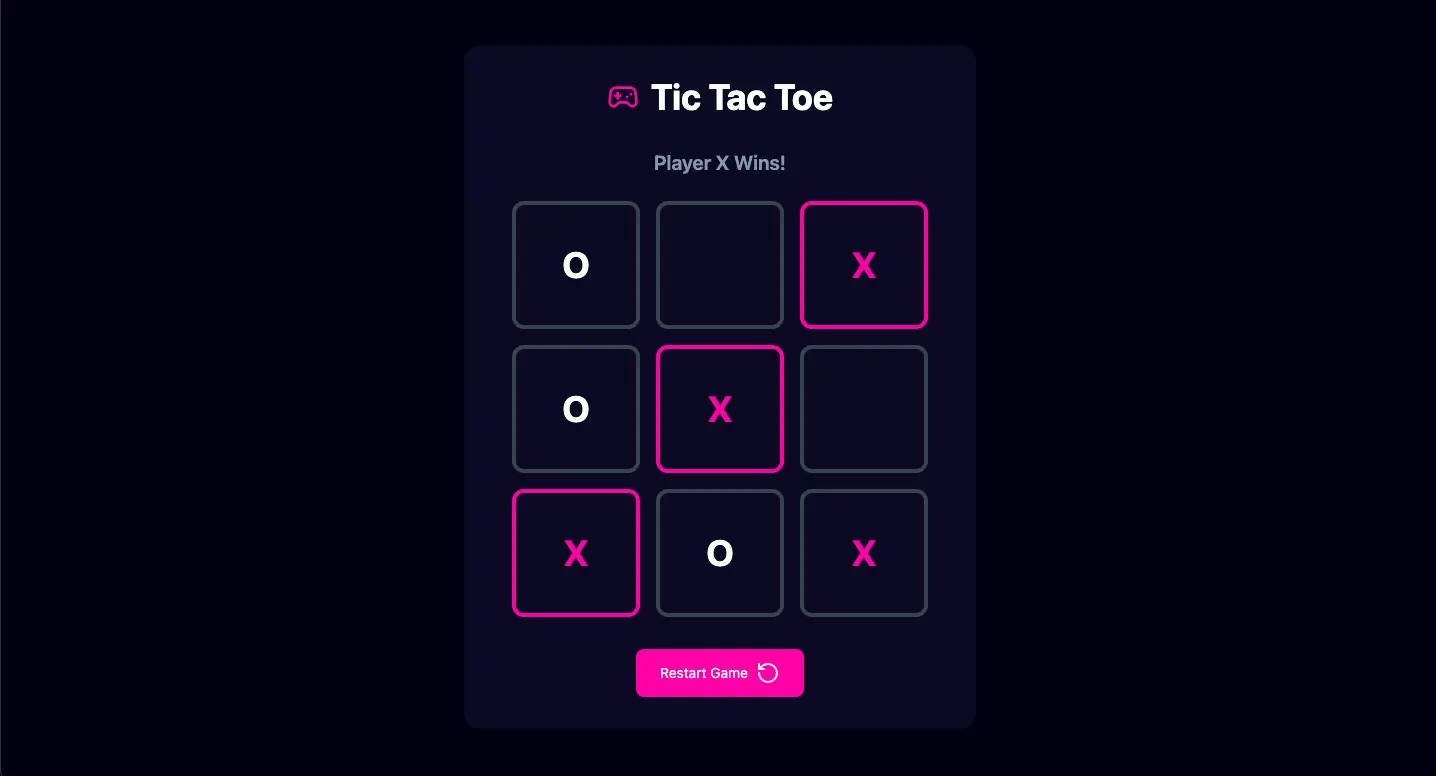 Tic Tac Toe
Player X Wins!
O X
O X
X O X
Restart Game